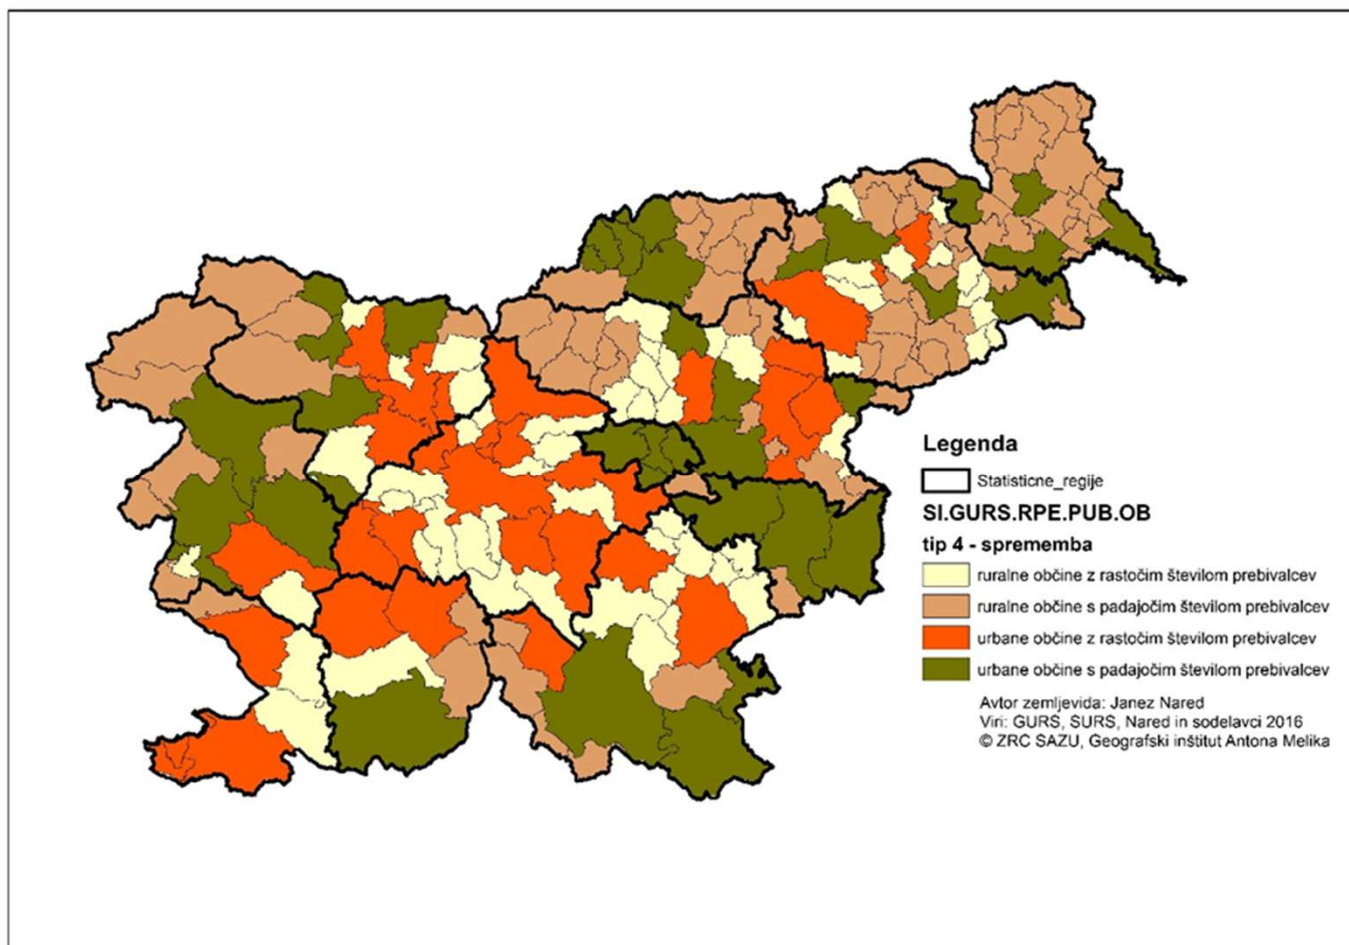 Legenda
Statisticne_regije
SI.GURS.RPE.PUB.OB
tip 4 - sprememba
ruralne občine z rastočim številom prebivalcev
ruralne občine s padajočim številom prebivalcev
urbane občine z rastočim številom prebivalcev
urbane občine s padajočim številom prebivalcev
Avtor zemljevida: Janez Nared
Viri: GURS, SURS, Nared in sodelavci 2016
© ZRC SAZU, Geografski inštitut Antona Melika